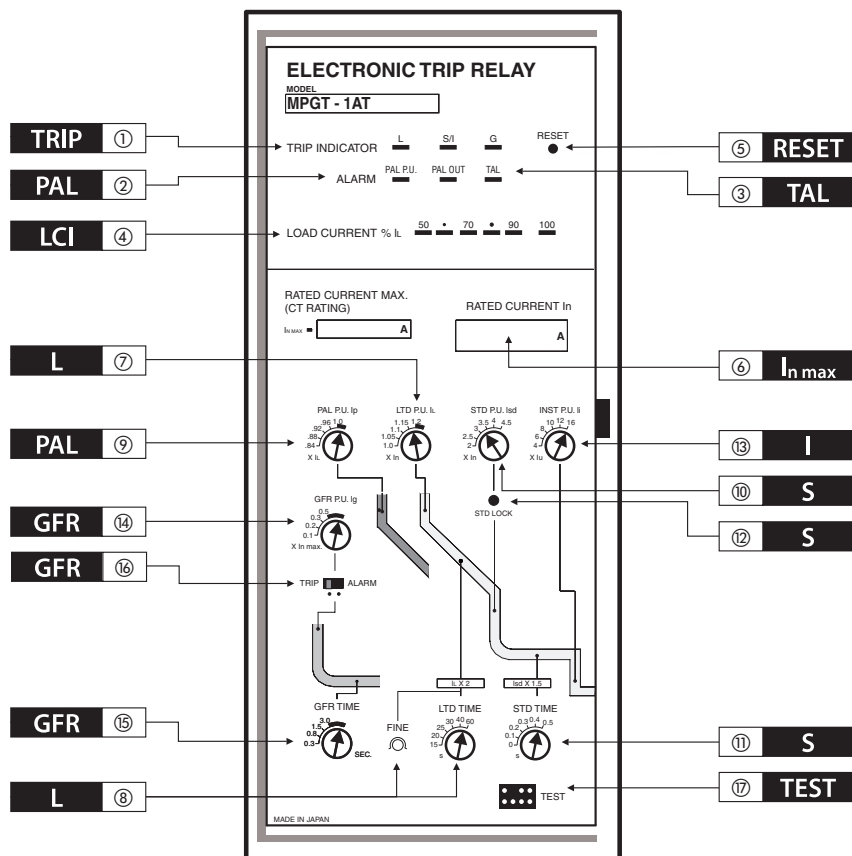 ELECTRONIC TRIP RELAY
MODEL
MPGT - 1AT
TRIP ①
TRIP INDICATOR L S/I G RESET
⑤ RESET
PAL ②
ALARM PAL P.U. PAL OUT TAL
③ TAL
LCI ④
LOAD CURRENT % IL 50 • 70 • 90 100
RATED CURRENT MAX.
(CT RATING)
IN MAX = A
RATED CURRENT In
A
⑥ In max
L ⑦
PAL P.U. Ip
.84 .88 .92 .96 1.0
X IL
LTD P.U. IL
1.0 1.05 1.1 1.15 1.2
X In
STD P.U. Isd
2 2.5 3 3.5 4 4.5
X In
INST P.U. Ii
4 6 8 10 12 16
X Iu
PAL ⑨
⑬ I
⑩ S
STD LOCK
⑫ S
GFR ⑭
GFR P.U. Ig
0.1 0.2 0.3 0.5
X In max.
GFR ⑯
TRIP ALARM
IL X 2
Isd X 1.5
GFR ⑮
GFR TIME
0.3 0.8 1.5 3.0
SEC.
FINE
LTD TIME
15 20 25 30 40 60
s
STD TIME
0 0.1 0.2 0.3 0.4 0.5
s
⑪ S
L ⑧
TEST
⑰ TEST
MADE IN JAPAN